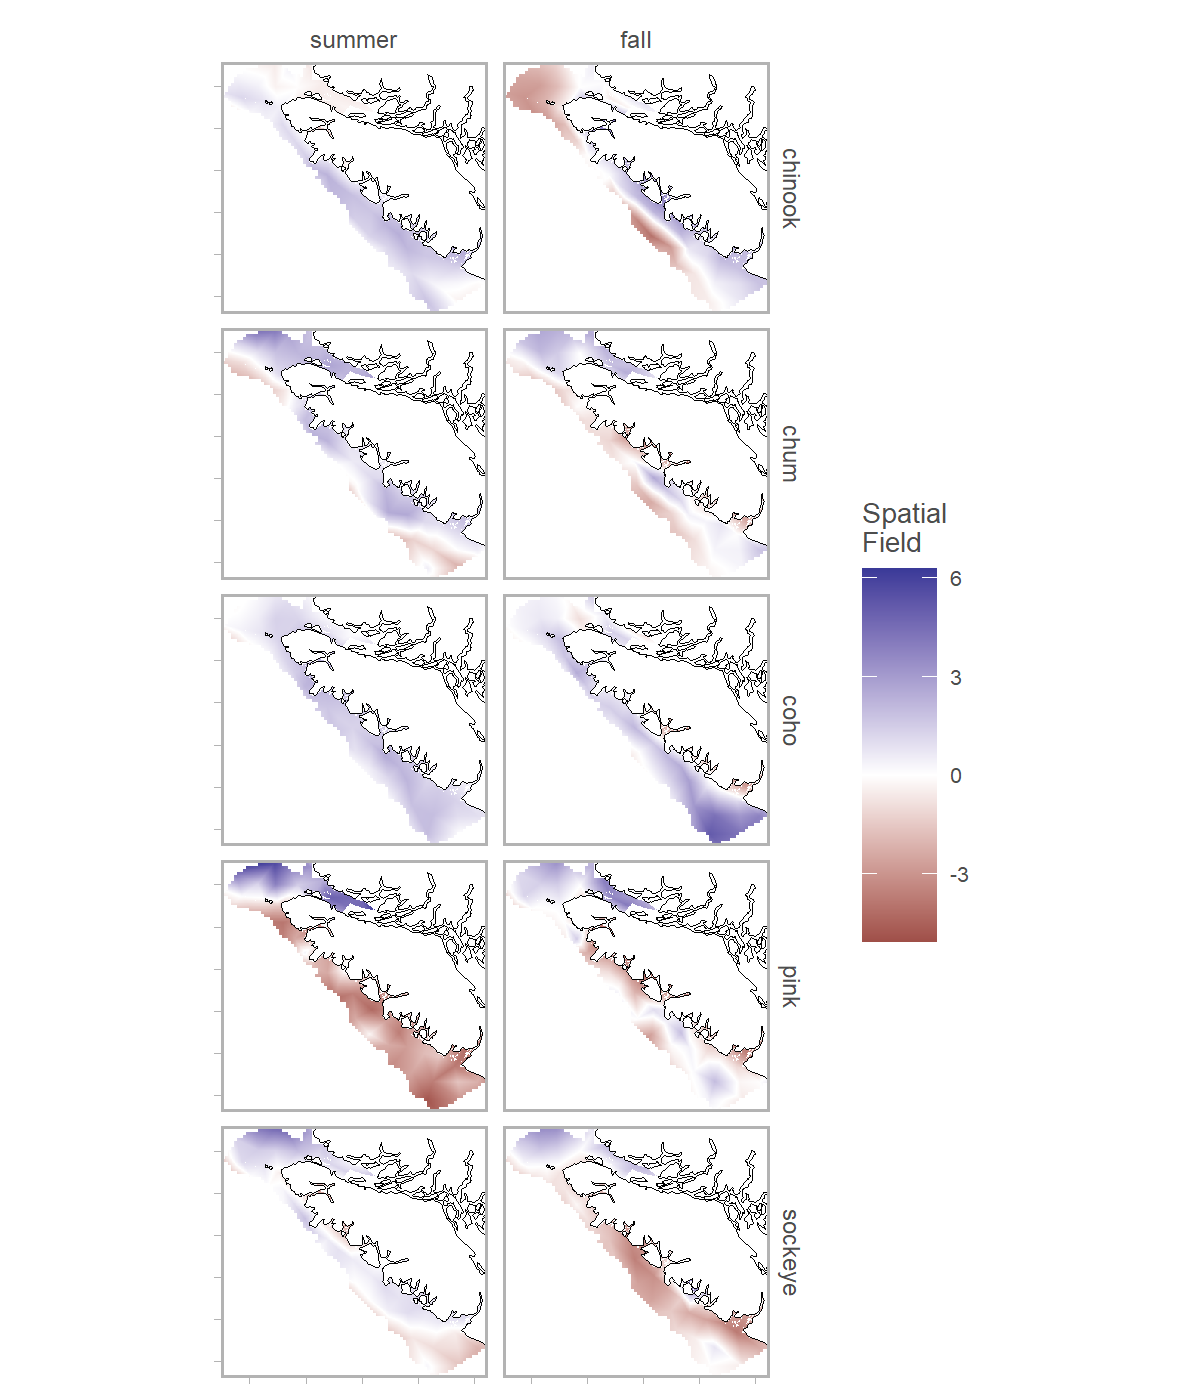 summer
fall
chinook
chum
coho
pink
sockeye
Spatial
Field
6
3
0
-3